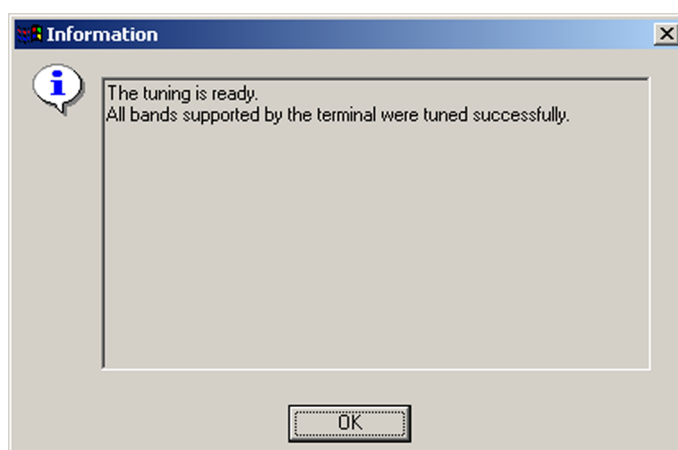 Information
The tuning is ready.
All bands supported by the terminal were tuned successfully.
OK